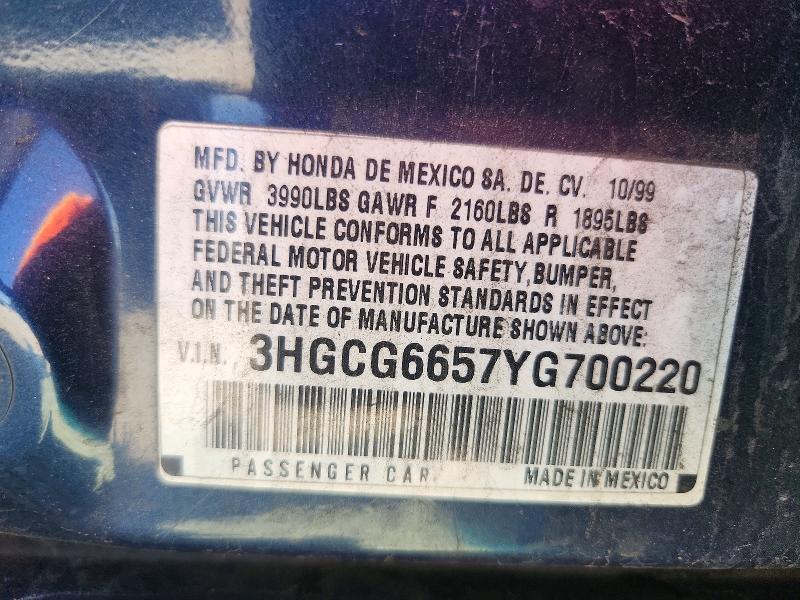 MFD. BY HONDA DE MEXICO SA. DE. CV. 10/99
GVWR 3990LBS GAWR F 2160LBS R 1895LBS
THIS VEHICLE CONFORMS TO ALL APPLICABLE
FEDERAL MOTOR VEHICLE SAFETY, BUMPER,
AND THEFT PREVENTION STANDARDS IN EFFECT
ON THE DATE OF MANUFACTURE SHOWN ABOVE:
V.I.N. 3HGCG6657YG700220
PASSENGER CAR MADE IN MEXICO